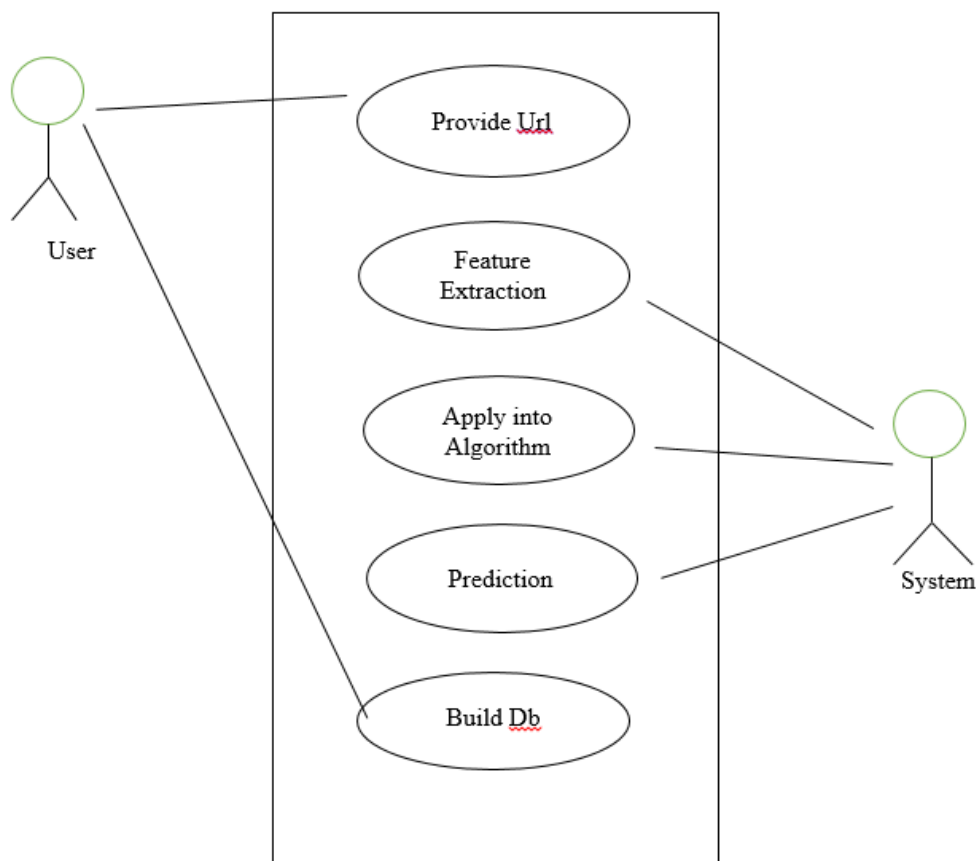 Provide Url
User
Feature
Extraction
Apply into
Algorithm
Prediction
System
Build Db